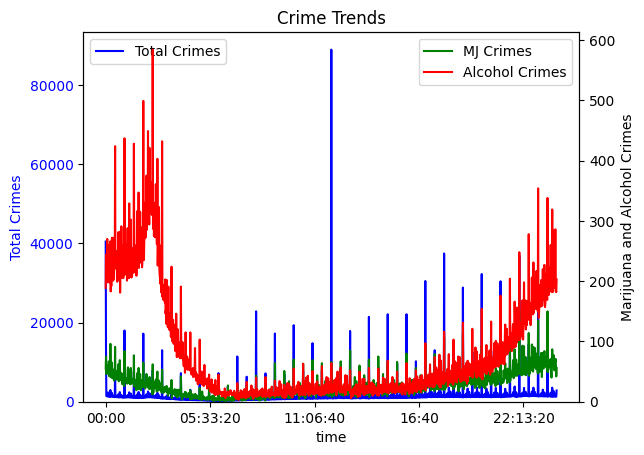 Crime Trends
Total Crimes
MJ Crimes
Alcohol Crimes
80000
60000
40000
20000
0
Total Crimes
600
500
400
300
200
100
0
Marijuana and Alcohol Crimes
00:00
05:33:20
11:06:40
16:40
22:13:20
time